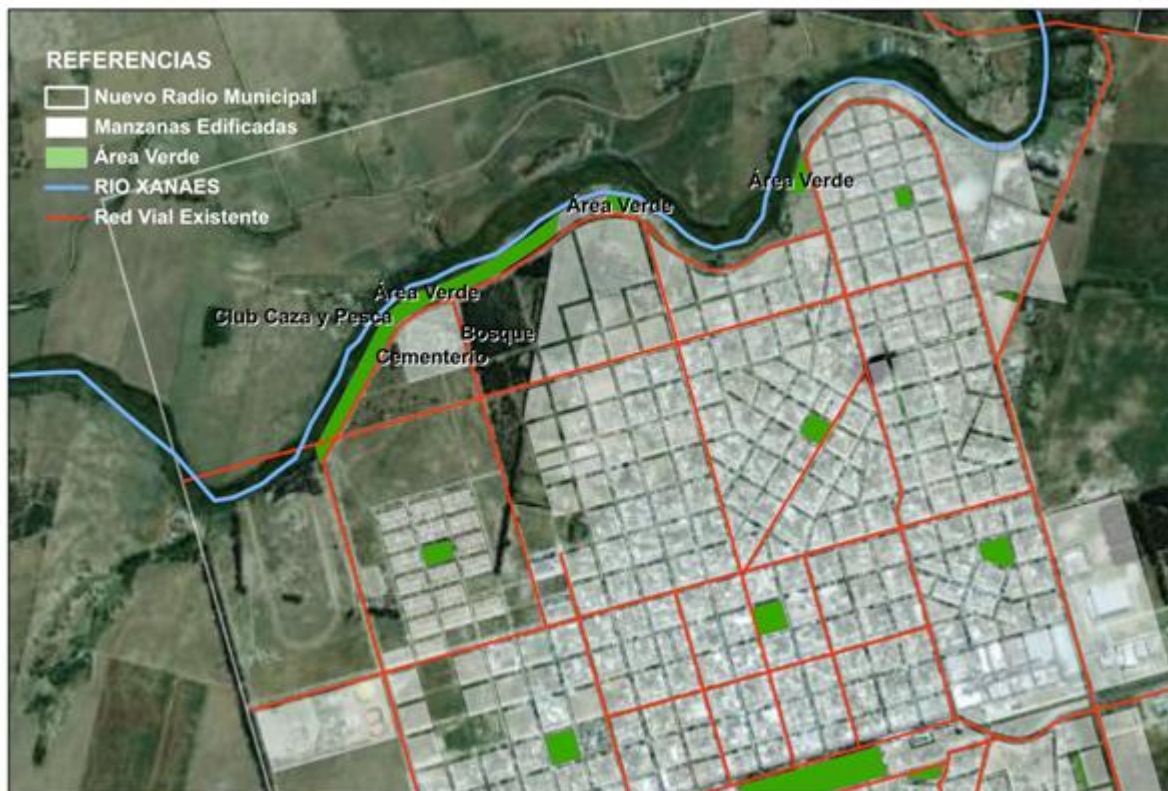 REFERENCIAS
Nuevo Radio Municipal
Manzanas Edificadas
Área Verde
RIO XANAES
Red Vial Existente
Área Verde
Área Verde
Área Verde
Club Caza y Pesca
Bosque
Cementerio